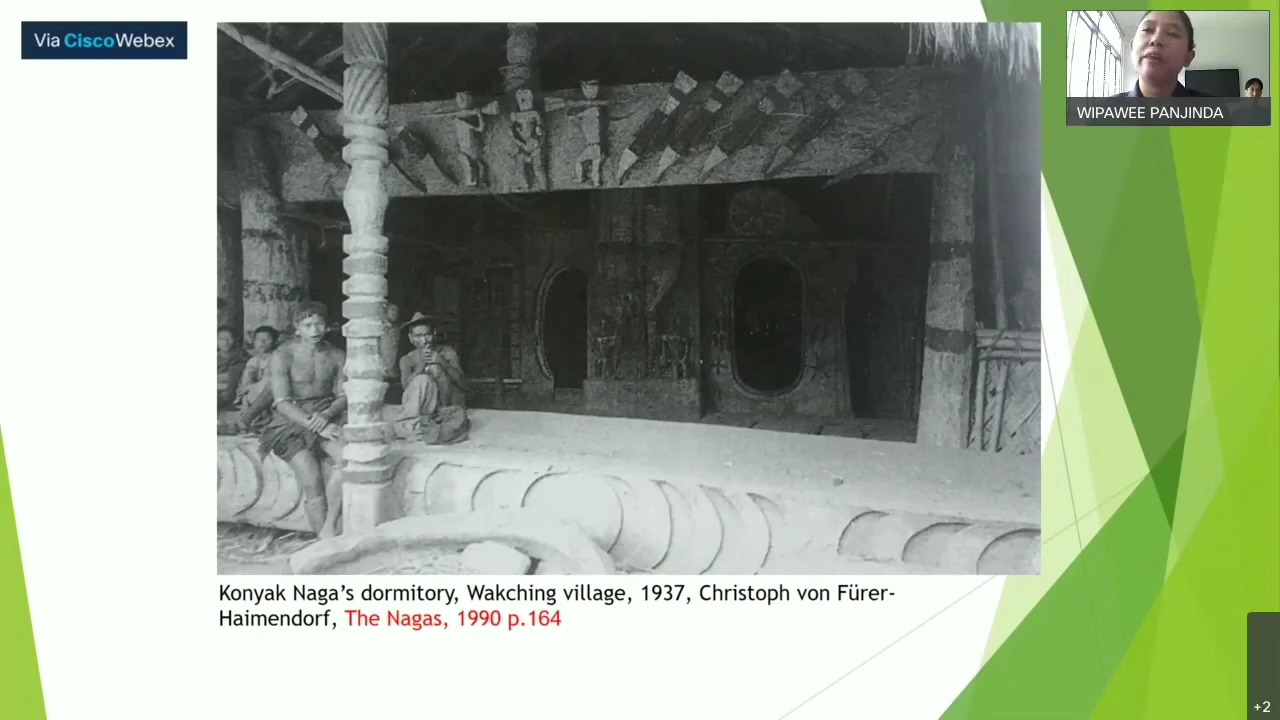 Via CiscoWebex
WIPAWEE PANJINDA
Konyak Naga's dormitory, Wakching village, 1937, Christoph von Fürer-
Haimendorf, The Nagas, 1990 p.164
+2